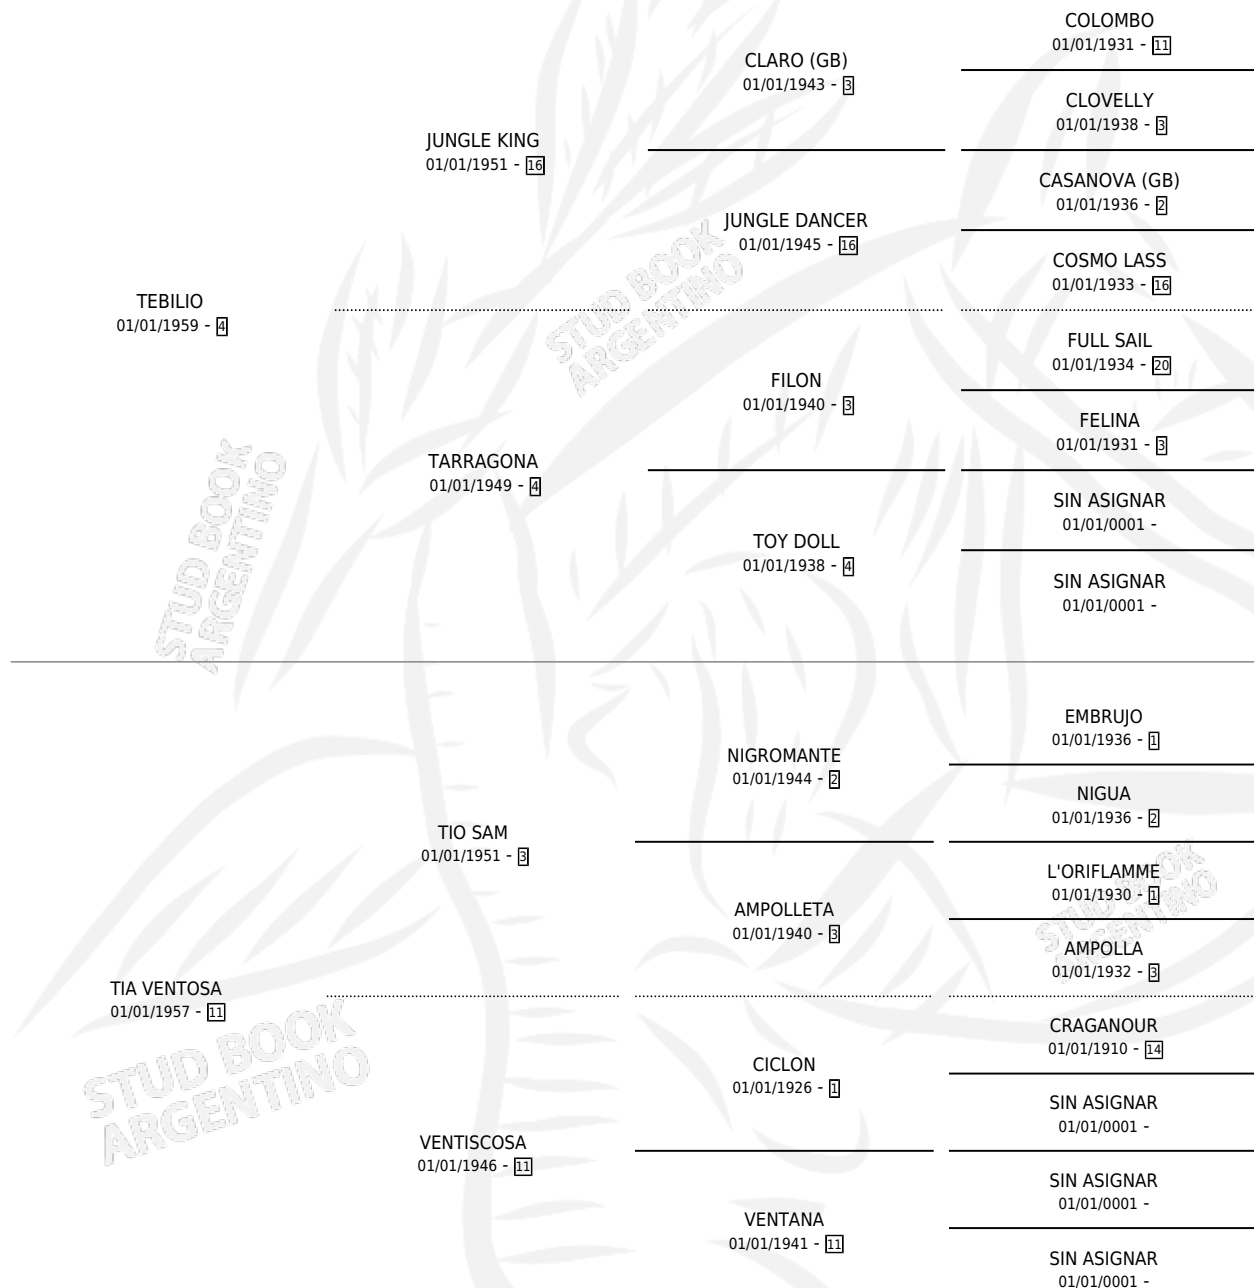 COLOMBO
01/01/1931 - 11
CLARO (GB)
01/01/1943 - 3
CLOVELLY
01/01/1938 - 3
JUNGLE KING
01/01/1951 - 16
CASANOVA (GB)
01/01/1936 - 2
JUNGLE DANCER
01/01/1945 - 16
COSMO LASS
01/01/1933 - 16
STUD BOOK
ARGENTINO
TEBILIO
01/01/1959 - 4
FULL SAIL
01/01/1934 - 20
FILON
01/01/1940 - 3
FELINA
01/01/1931 - 3
TARRAGONA
01/01/1949 - 4
SIN ASIGNAR
01/01/0001 -
TOY DOLL
01/01/1938 - 4
SIN ASIGNAR
01/01/0001 -
STUD BOOK
ARGENTINO
EMBRUJO
01/01/1936 - 1
NIGROMANTE
01/01/1944 - 2
NIGUA
01/01/1936 - 2
TIO SAM
01/01/1951 - 3
L'ORIFLAMME
01/01/1930 - 1
AMPOLLETA
01/01/1940 - 3
AMPOLLA
01/01/1932 - 3
STUD BOOK
ARGENTINO
TIA VENTOSA
01/01/1957 - 11
CRAGANOUR
01/01/1910 - 14
CICLON
01/01/1926 - 1
SIN ASIGNAR
01/01/0001 -
STUD BOOK
ARGENTINO
VENTISCOSA
01/01/1946 - 11
SIN ASIGNAR
01/01/0001 -
VENTANA
01/01/1941 - 11
SIN ASIGNAR
01/01/0001 -